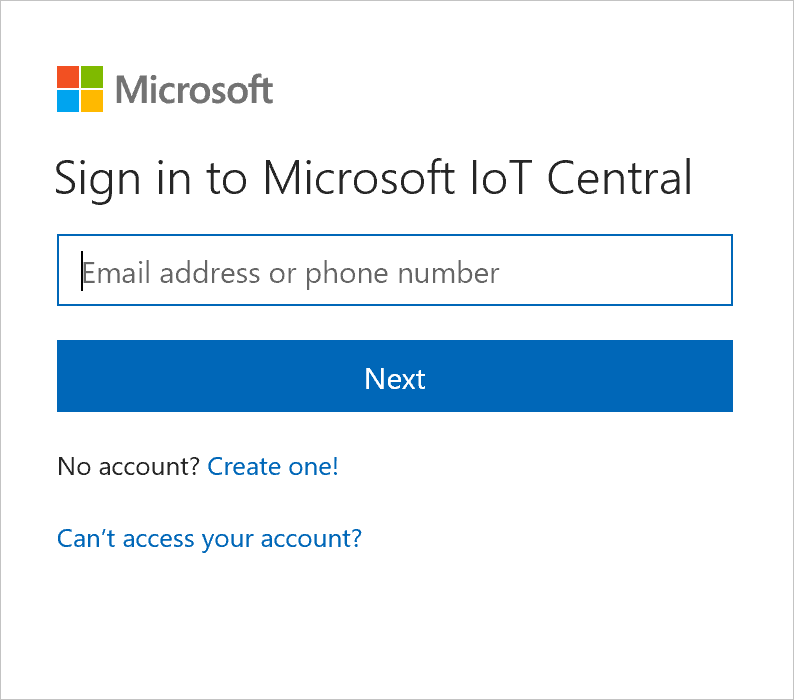 Microsoft
Sign in to Microsoft IoT Central
Email address or phone number
Next
No account? Create one!
Can’t access your account?